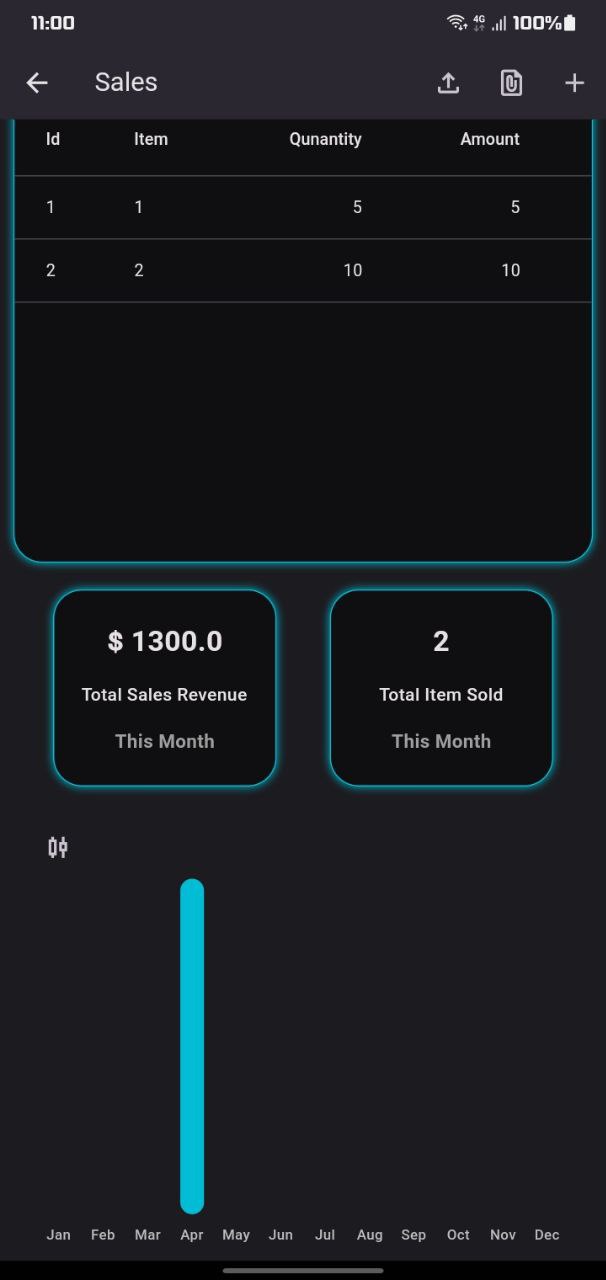 11:00 4G 100%
Sales
Id Item Qunantity Amount
1 1 5 5
2 2 10 10
$ 1300.0
Total Sales Revenue
This Month
2
Total Item Sold
This Month
Jan Feb Mar Apr May Jun Jul Aug Sep Oct Nov Dec